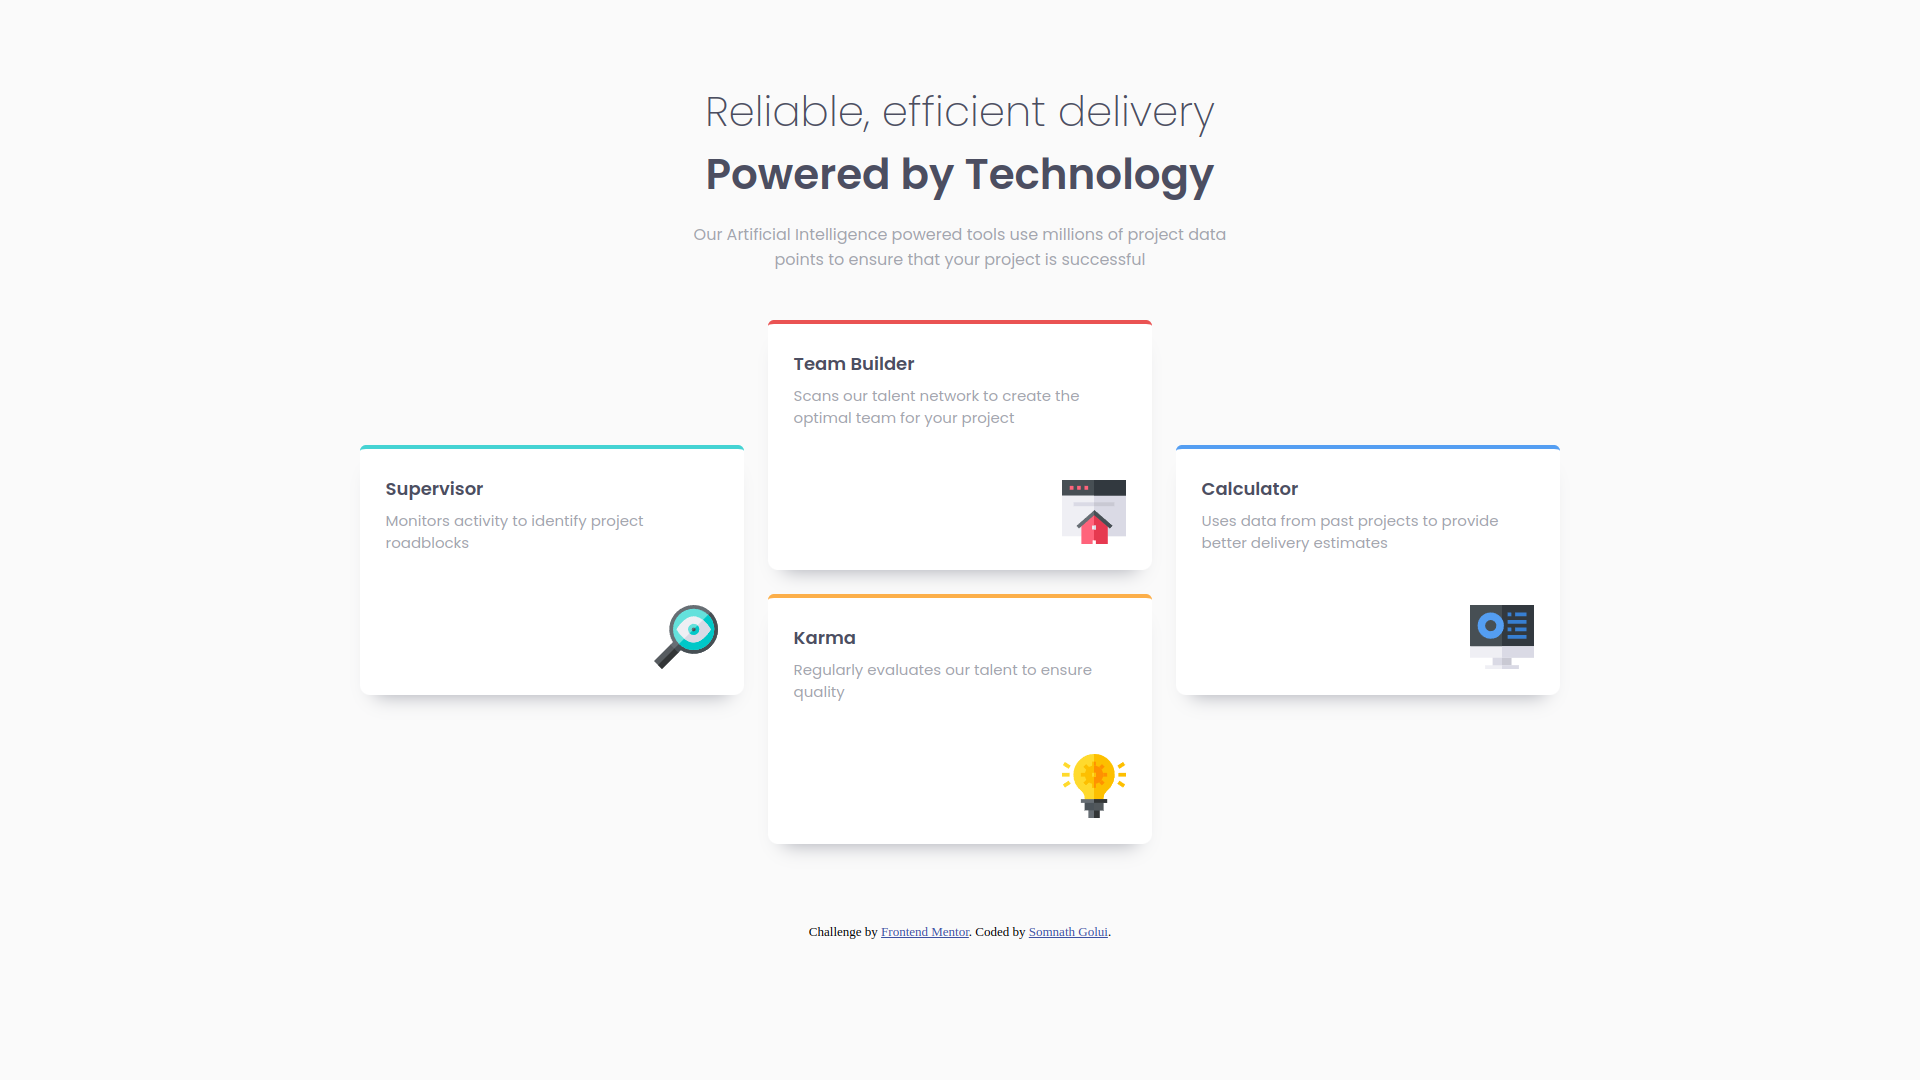 Reliable, efficient delivery
Powered by Technology
Our Artificial Intelligence powered tools use millions of project data
points to ensure that your project is successful
Team Builder
Scans our talent network to create the
optimal team for your project
Supervisor
Monitors activity to identify project
roadblocks
Calculator
Uses data from past projects to provide
better delivery estimates
Karma
Regularly evaluates our talent to ensure
quality
Challenge by Frontend Mentor. Coded by Somnath Golui.